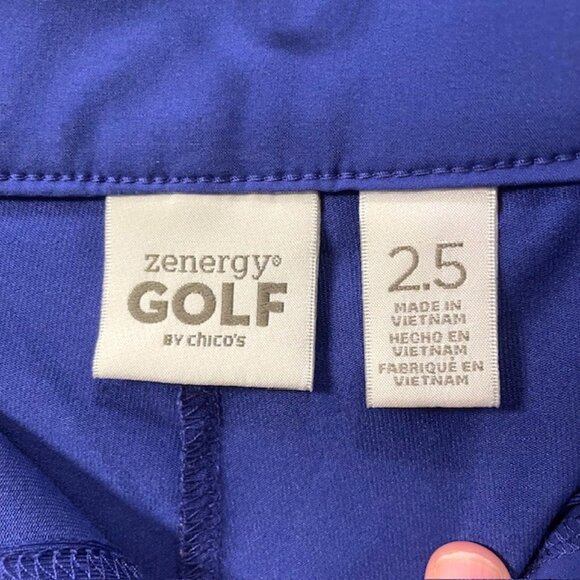 zenergy®
GOLF
BY chico's
2.5
MADE IN
VIETNAM
HECHO EN
VIETNAM
FABRIQUÉ EN
VIETNAM